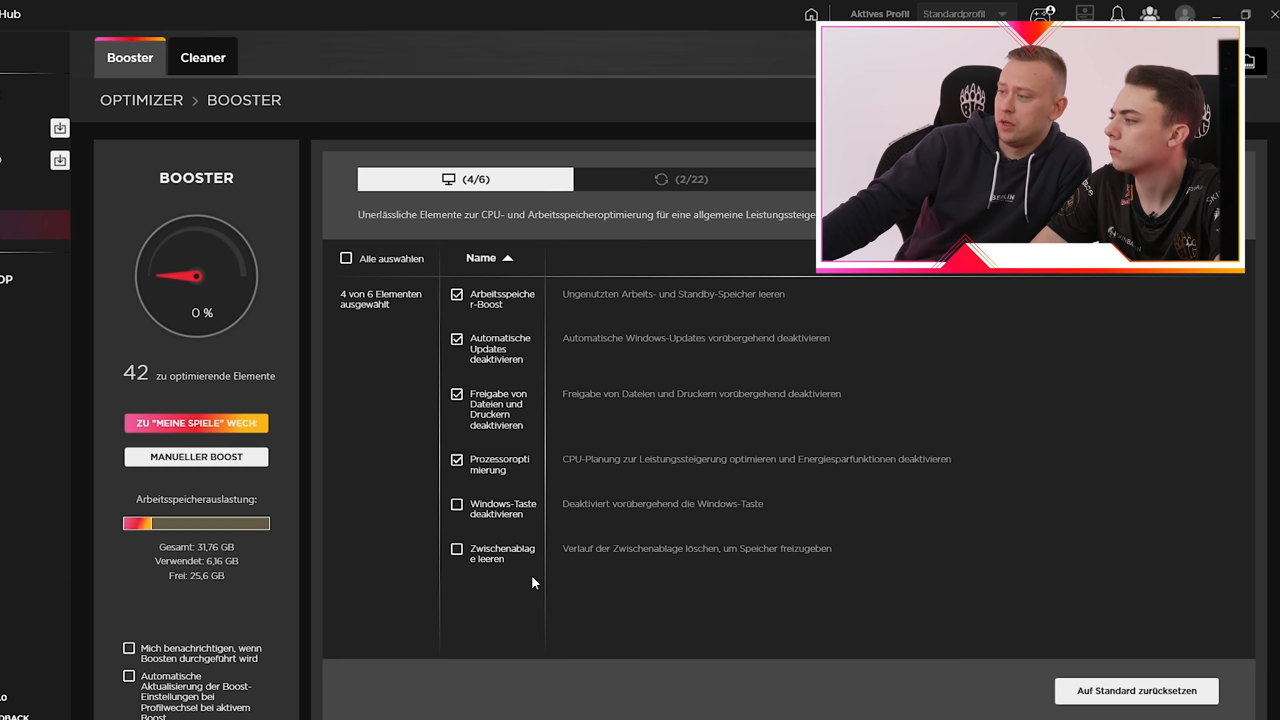 Hub
Aktives Profil
Standardprofil
Booster
Cleaner
OPTIMIZER > BOOSTER
BOOSTER
0 %
42 zu optimierende Elemente
ZU "MEINE SPIELE" WECH
MANUELLER BOOST
Arbeitsspeicherauslastung:
Gesamt: 31,76 GB
Verwendet: 6,16 GB
Frei: 25,6 GB
Mich benachrichtigen, wenn
Boosten durchgeführt wird
Automatische
Aktualisierung der Boost-
Einstellungen bei
Profilwechsel bei aktivem
Boost
OP
.0
DBACK
(4/6)
(2/22)
Unerlässliche Elemente zur CPU- und Arbeitsspeicheroptimierung für eine allgemeine Leistungssteige
Alle auswählen
Name
4 von 6 Elementen
ausgewählt
Arbeitsspeiche
r-Boost
Ungenutzten Arbeits- und Standby-Speicher leeren
Automatische
Updates
deaktivieren
Automatische Windows-Updates vorübergehend deaktivieren
Freigabe von
Dateien und
Druckern
deaktivieren
Freigabe von Dateien und Druckern vorübergehend deaktivieren
Prozessoropti
mierung
CPU-Planung zur Leistungssteigerung optimieren und Energiesparfunktionen deaktivieren
Windows-Taste
deaktivieren
Deaktiviert vorübergehend die Windows-Taste
Zwischenablag
e leeren
Verlauf der Zwischenablage löschen, um Speicher freizugeben
Auf Standard zurücksetzen
BERLIN